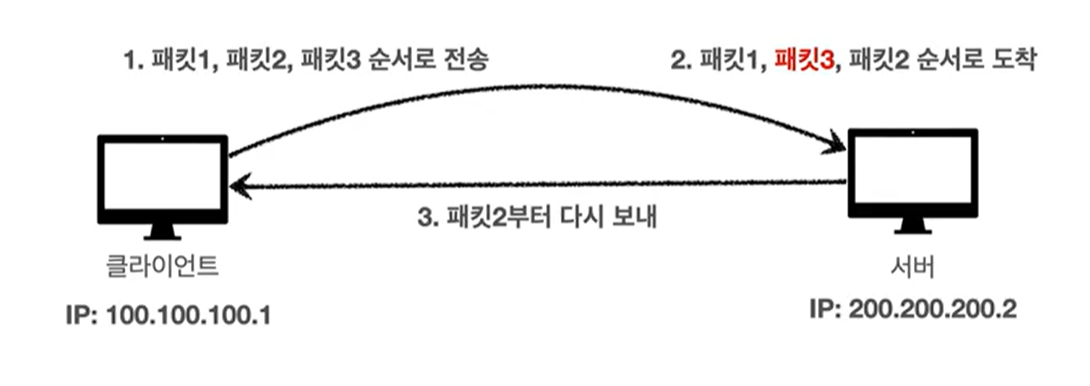 1. 패킷1, 패킷2, 패킷3 순서로 전송
2. 패킷1, 패킷3, 패킷2 순서로 도착
3. 패킷2부터 다시 보내
클라이언트
서버
IP: 100.100.100.1
IP: 200.200.200.2